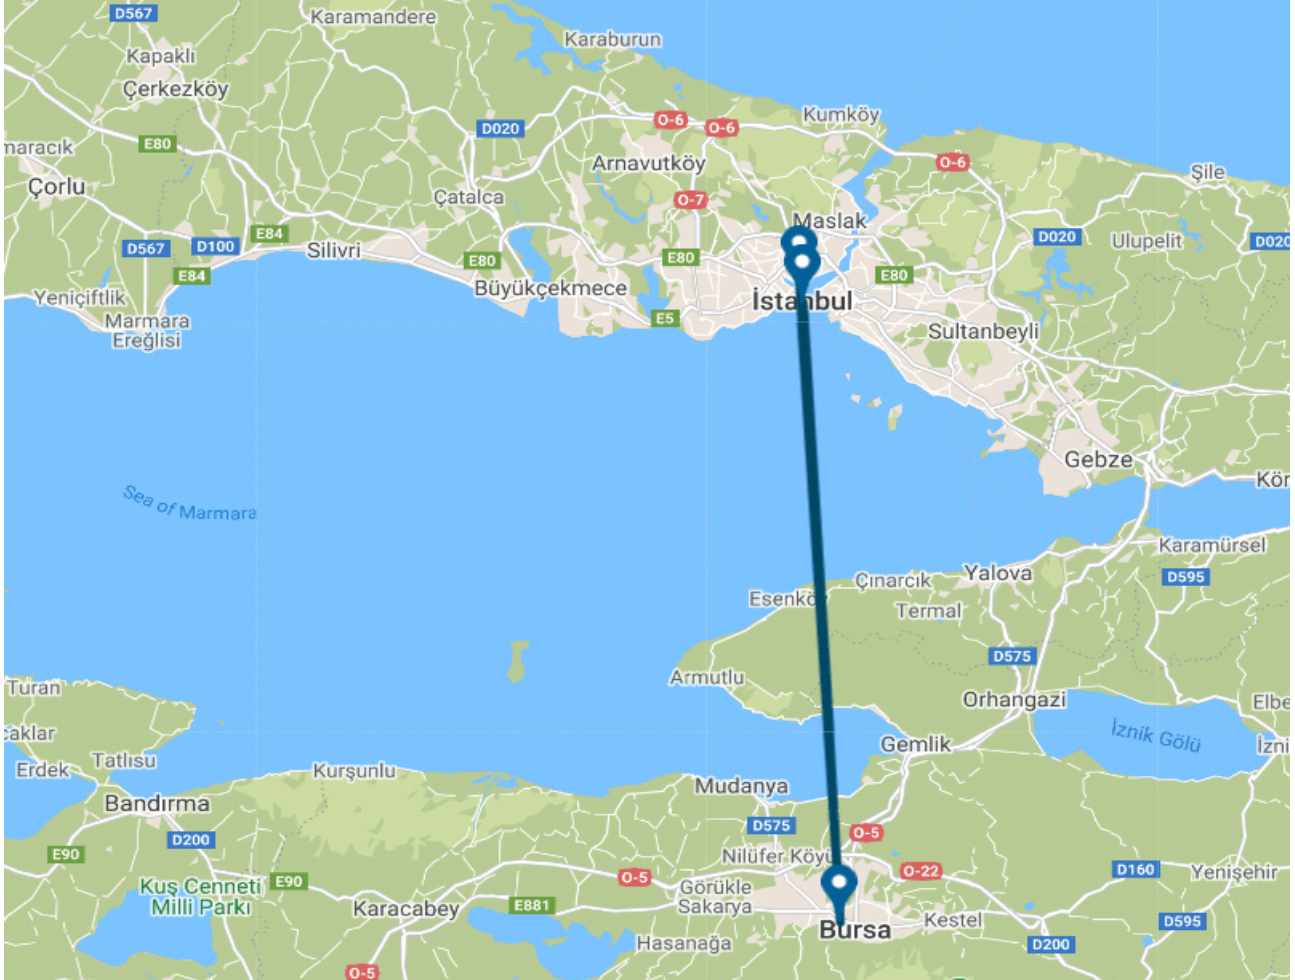 D567
Karamandere
Karaburun
Kapaklı
Çerkezköy
O-6
O-6
Kumköy
D020
E80
maracık
Arnavutköy
O-6
Çorlu
Çatalca
O-7
Şile
Maslak
D567
D100
E84
Silivri
E80
E80
E80
D020
Ulupelit
D020
E84
Yeniçiftlik
Büyükçekmece
İstanbul
Marmara
Ereğlisi
E5
Sultanbeyli
Gebze
Kör
Sea of Marmara
Karamürsel
Çınarcık
Yalova
D595
Esenköy
Termal
D575
Turan
Armutlu
Orhangazi
Elbe
caklar
Gemlik
İznik Gölü
İzni
Erdek
Tatlısu
Kurşunlu
Mudanya
Bandırma
D575
O-5
D200
E90
Nilüfer Köyü
O-22
D160
Yenişehir
Kuş Cenneti
Milli Parkı
E90
O-5
Görükle
Sakarya
Karacabey
E881
Bursa
Kestel
D595
Hasanağa
D200
O-5